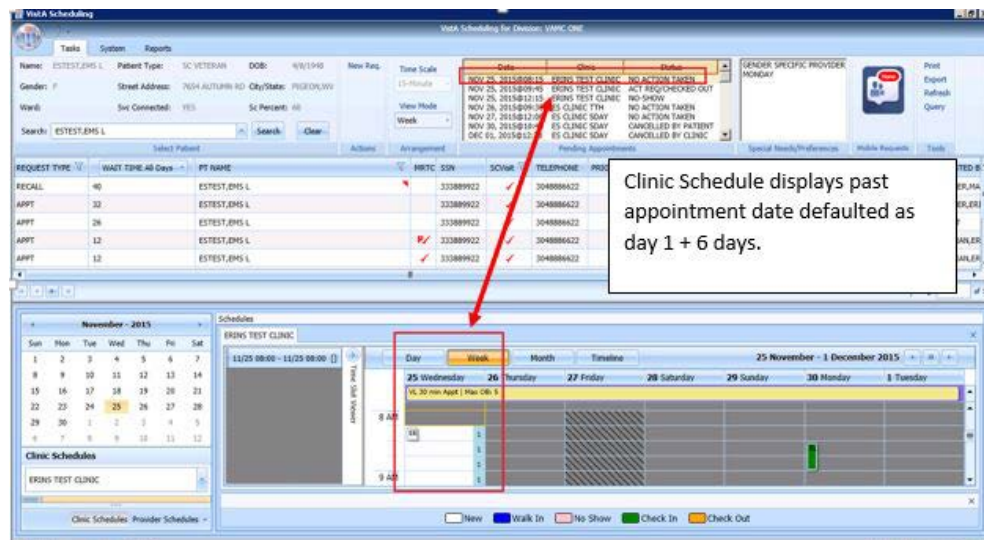 VistA Scheduling
VistA Scheduling for Division: VAMC ONE
Tasks System Reports
Name: ESTEST,EMS L Patient Type: SC VETERAN DOB: New Req.
Gender: F Street Address: 7654 AUTUMN RD City/State:
Ward: Svc Connected: YES Sc Percent: 60
Search: ESTEST,EMS L Search Clear
Select Patient Actions Arrangement Pending Appointments Special Needs/Preferences Mobile Requests Tools
Time Scale
15-Minute
View Mode
Week
Date Clinic Status
NOV 25, 2015@08:15 ERINS TEST CLINIC NO ACTION TAKEN
NOV 25, 2015@09:45 ERINS TEST CLINIC ACT REQ/CHECKED OUT
NOV 25, 2015@12:15 ERINS TEST CLINIC NO-SHOW
NOV 26, 2015@09:3 ES CLINIC TTH NO ACTION TAKEN
NOV 27, 2015@12:0 ES CLINIC 5DAY NO ACTION TAKEN
NOV 30, 2015@10:4 ES CLINIC 5DAY CANCELLED BY PATIENT
DEC 01, 2015@12: ES CLINIC 5DAY CANCELLED BY CLINIC
GENDER SPECIFIC PROVIDER
MONDAY
Print
Export
Refresh
Query
REQUEST TYPE WAIT TIME All Days PT NAME MRTC SSN SCVisit TELEPHONE
RECALL 40 ESTEST,EMS L 333889922 3048886622
APPT 32 ESTEST,EMS L 333889922 3048886622
APPT 26 ESTEST,EMS L 333889922 3048886622
APPT 12 ESTEST,EMS L 333889922 3048886622
APPT 12 ESTEST,EMS L 333889922 3048886622
Clinic Schedule displays past
appointment date defaulted as
day 1 + 6 days.
November - 2015
Sun Mon Tue Wed Thu Fri Sat
1 2 3 4 5 6 7
8 9 10 11 12 13 14
15 16 17 18 19 20 21
22 23 24 25 26 27 28
29 30 1 2 3 4 5
6 7 8 9 10 11 12
Clinic Schedules
ERINS TEST CLINIC
Clinic Schedules Provider Schedules
Schedules
ERINS TEST CLINIC
11/25 08:00 - 11/25 08:00 []
Time Slot Viewer
Day Week Month Timeline 25 November - 1 December 2015
25 Wednesday 26 Thursday 27 Friday 28 Saturday 29 Sunday 30 Monday 1 Tuesday
VL 30 min Appt | Max OB: 5
8 AM
9 AM
New Walk In No Show Check In Check Out